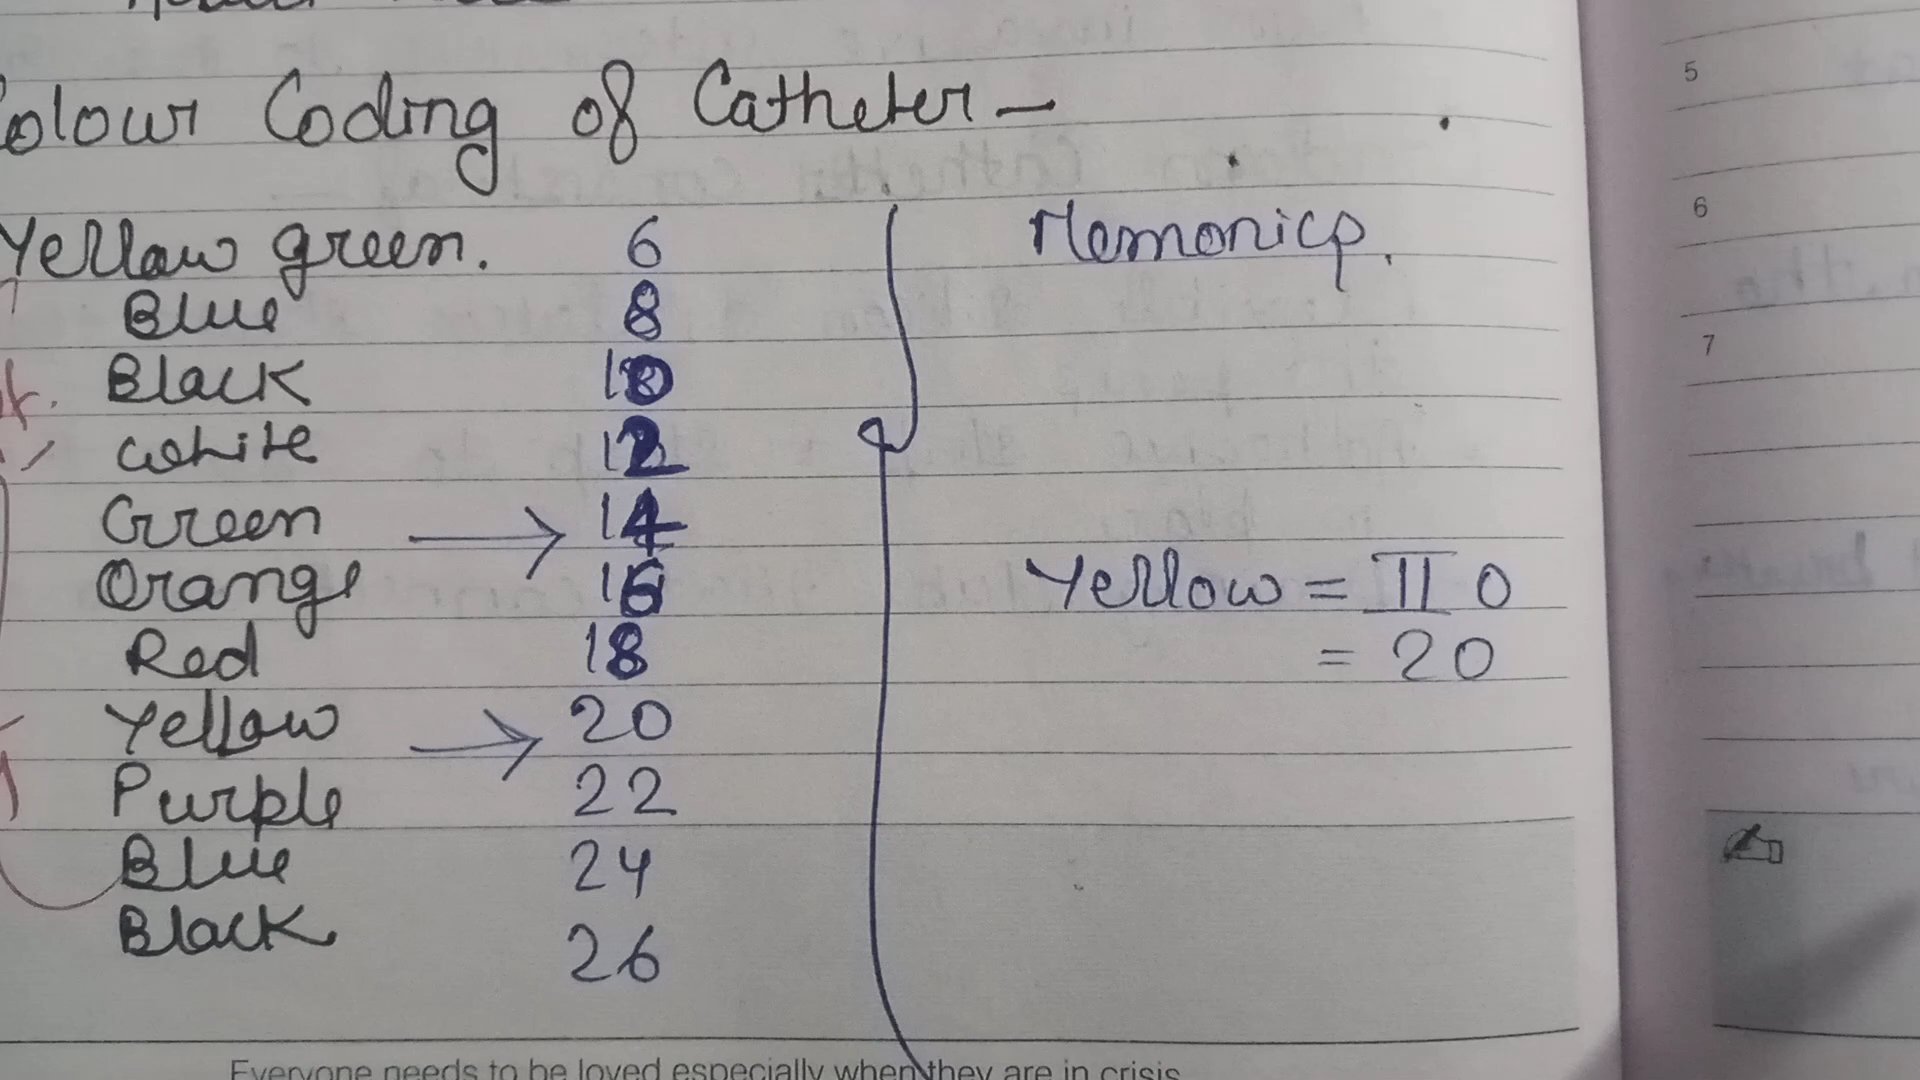 Colour Coding of Catheter —
Yellow green. 6
Blue 8
Black 10
White 12
Green → 14
Orange 16
Red 18
Yellow → 20
Purple 22
Blue 24
Black 26
Memonics.
Yellow = II 0
= 20
Everyone needs to be loved especially when they are in crisis
5
6
7